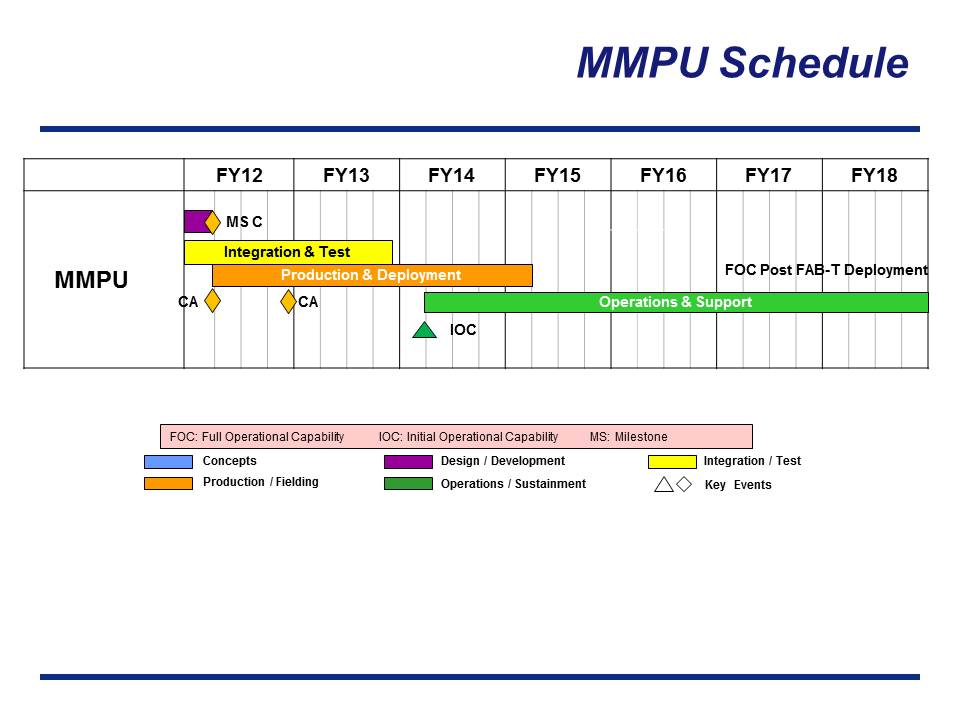 MMPU Schedule
FY12 FY13 FY14 FY15 FY16 FY17 FY18
MMPU
MS C
Integration & Test
Production & Deployment
FOC Post FAB-T Deployment
CA
CA
Operations & Support
IOC
FOC: Full Operational Capability IOC: Initial Operational Capability MS: Milestone
Concepts Design / Development Integration / Test
Production / Fielding Operations / Sustainment Key Events